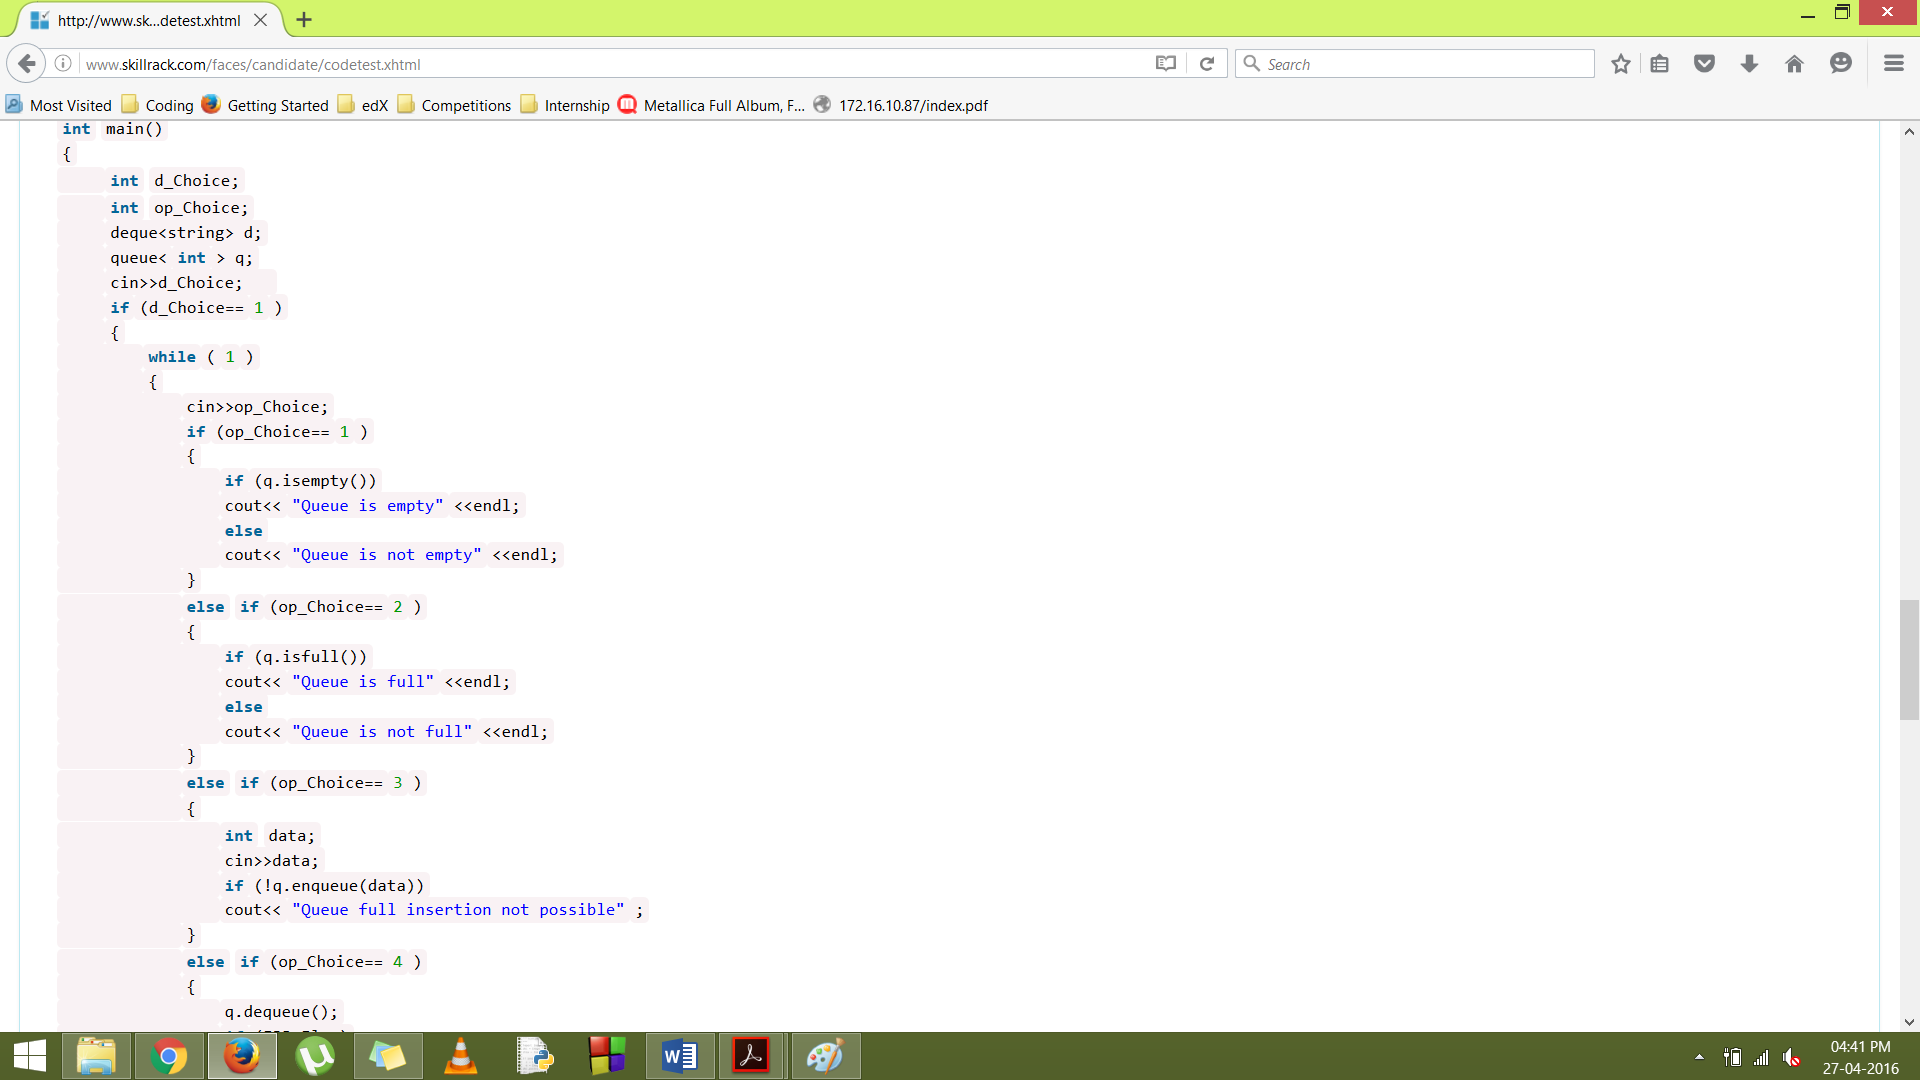 http://www.sk...detest.xhtml
www.skillrack.com/faces/candidate/codetest.xhtml
Search
Most Visited Coding Getting Started edX Competitions Internship Metallica Full Album, F... 172.16.10.87/index.pdf
int main()
{
int d_Choice;
int op_Choice;
deque<string> d;
queue< int > q;
cin>>d_Choice;
if (d_Choice== 1 )
{
while ( 1 )
{
cin>>op_Choice;
if (op_Choice== 1 )
{
if (q.isempty())
cout<< "Queue is empty" <<endl;
else
cout<< "Queue is not empty" <<endl;
}
else if (op_Choice== 2 )
{
if (q.isfull())
cout<< "Queue is full" <<endl;
else
cout<< "Queue is not full" <<endl;
}
else if (op_Choice== 3 )
{
int data;
cin>>data;
if (!q.enqueue(data))
cout<< "Queue full insertion not possible" ;
}
else if (op_Choice== 4 )
{
q.dequeue();
04:41 PM
27-04-2016